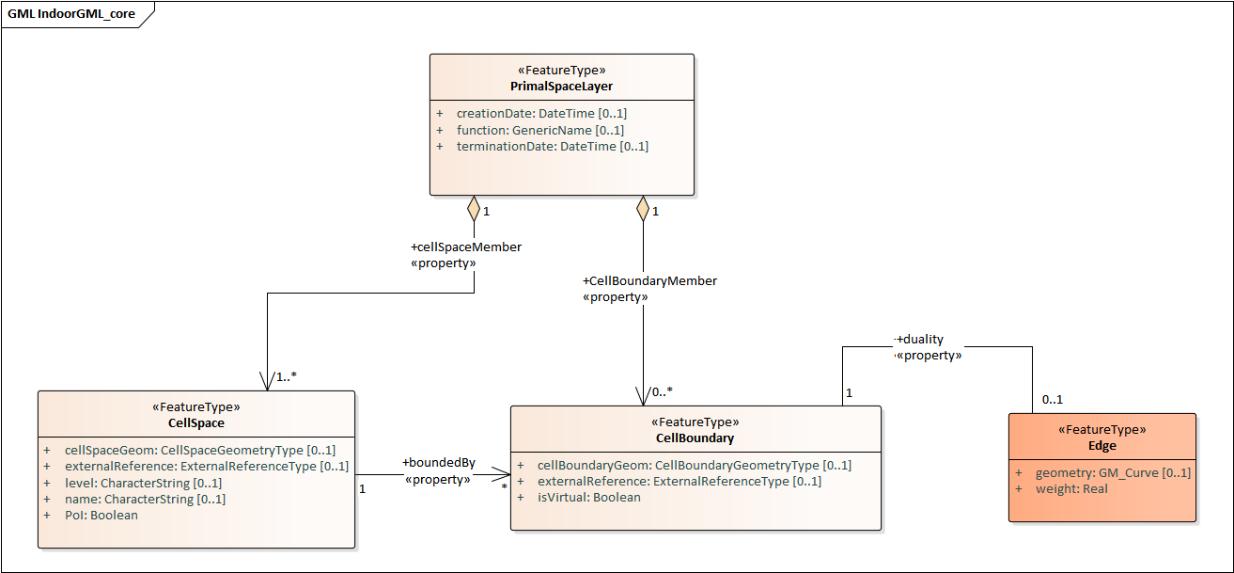 GML IndoorGML_core
«FeatureType»
PrimalSpaceLayer
+ creationDate: DateTime [0..1]
+ function: GenericName [0..1]
+ terminationDate: DateTime [0..1]
1
1
+cellSpaceMember
«property»
+CellBoundaryMember
«property»
1..*
0..*
+duality
«property»
1
0..1
«FeatureType»
CellSpace
+ cellSpaceGeom: CellSpaceGeometryType [0..1]
+ externalReference: ExternalReferenceType [0..1]
+ level: CharacterString [0..1]
+ name: CharacterString [0..1]
+ PoI: Boolean
+boundedBy
«property»
1
*
«FeatureType»
CellBoundary
+ cellBoundaryGeom: CellBoundaryGeometryType [0..1]
+ externalReference: ExternalReferenceType [0..1]
+ isVirtual: Boolean
«FeatureType»
Edge
+ geometry: GM_Curve [0..1]
+ weight: Real